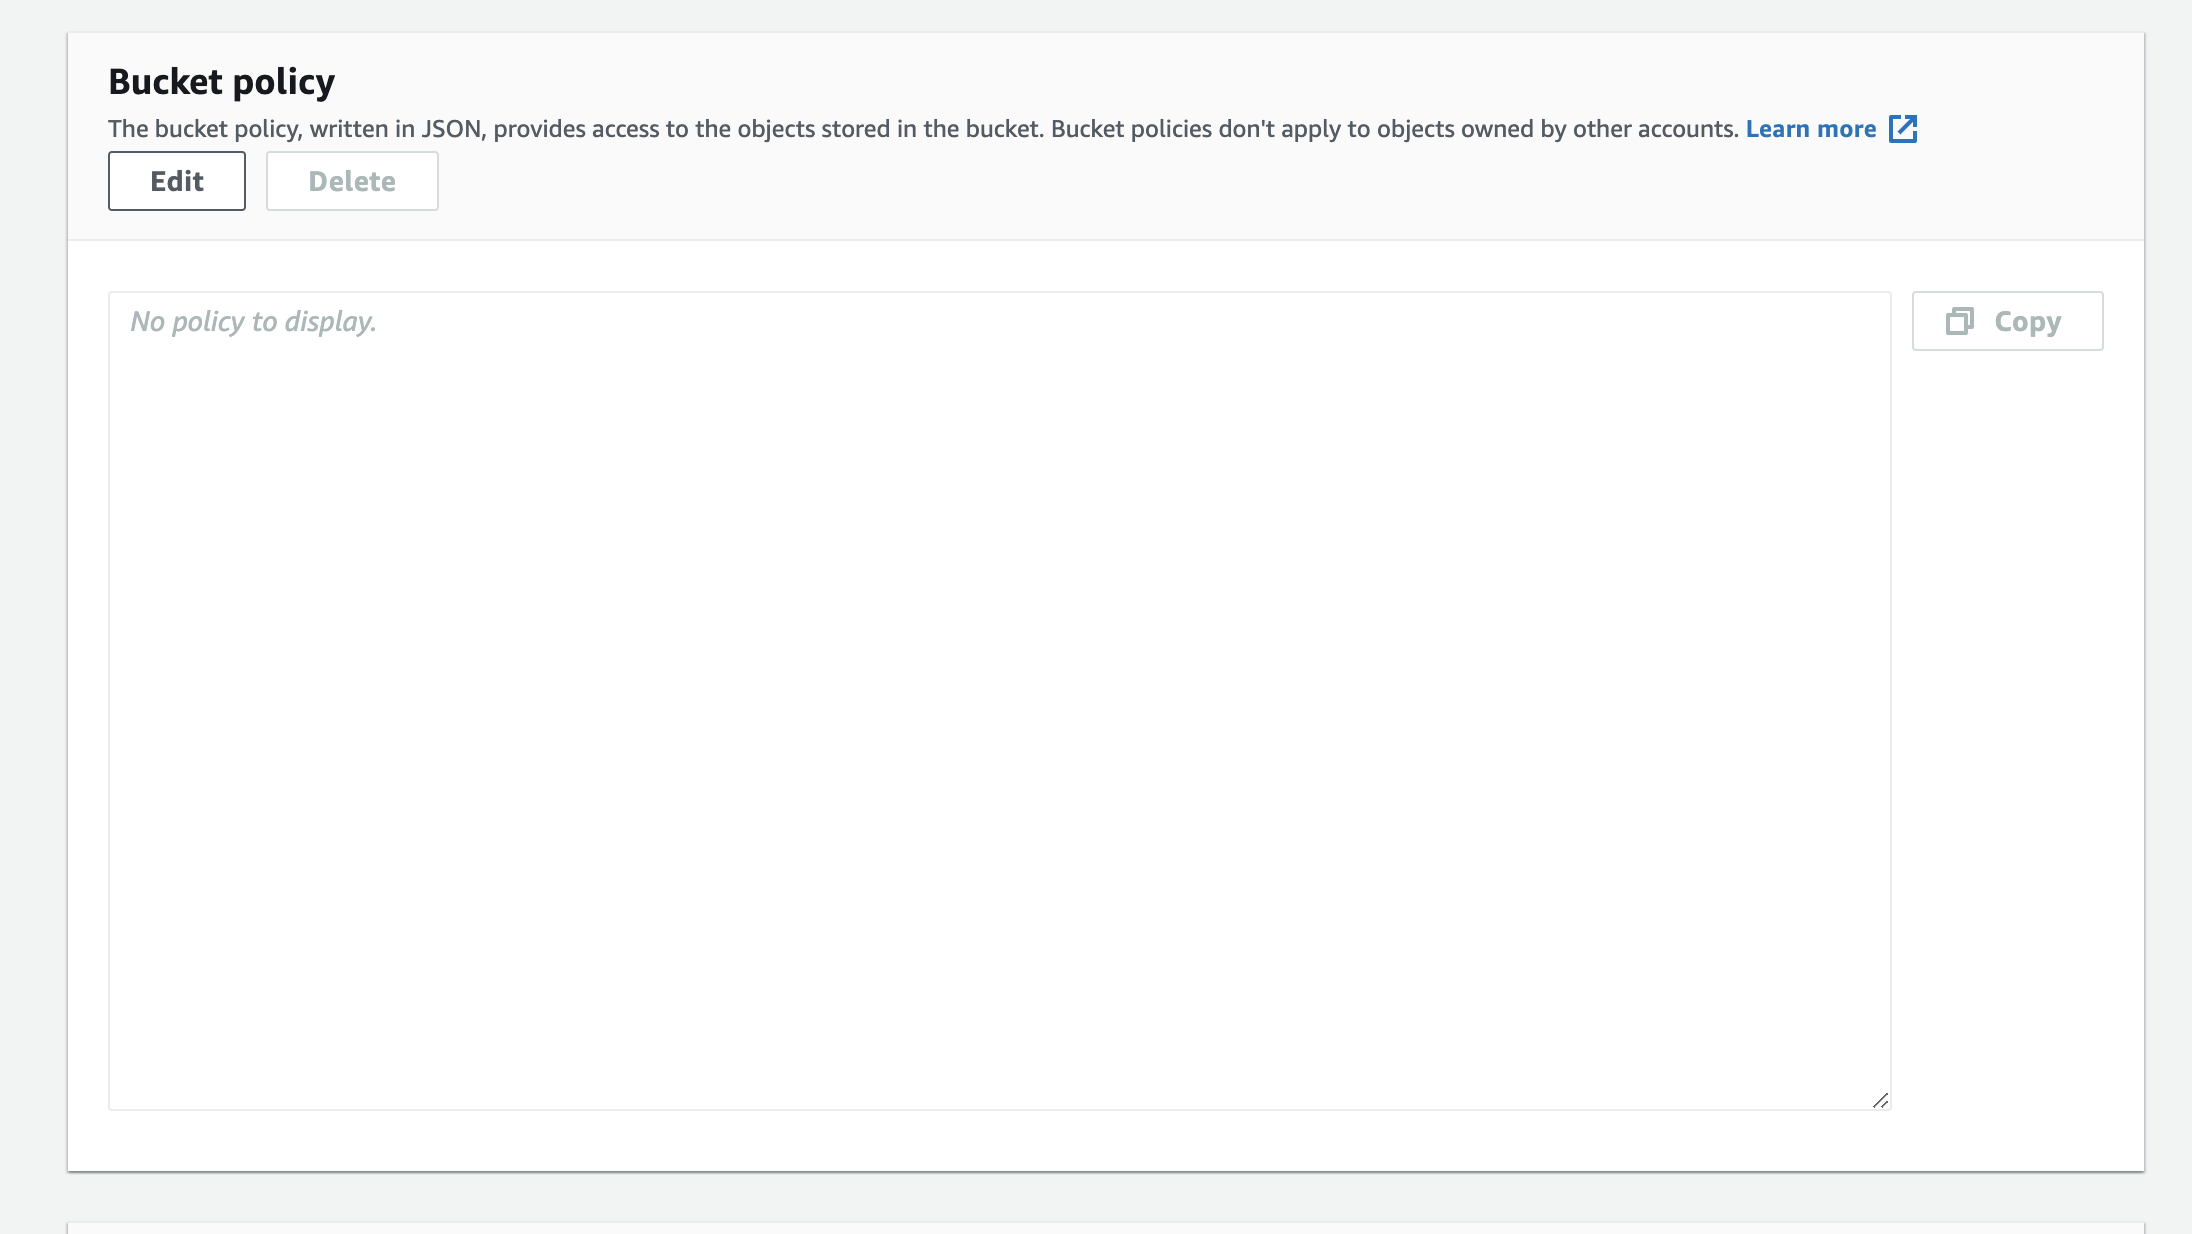 Bucket policy
The bucket policy, written in JSON, provides access to the objects stored in the bucket. Bucket policies don't apply to objects owned by other accounts. Learn more
Edit Delete
No policy to display.
Copy